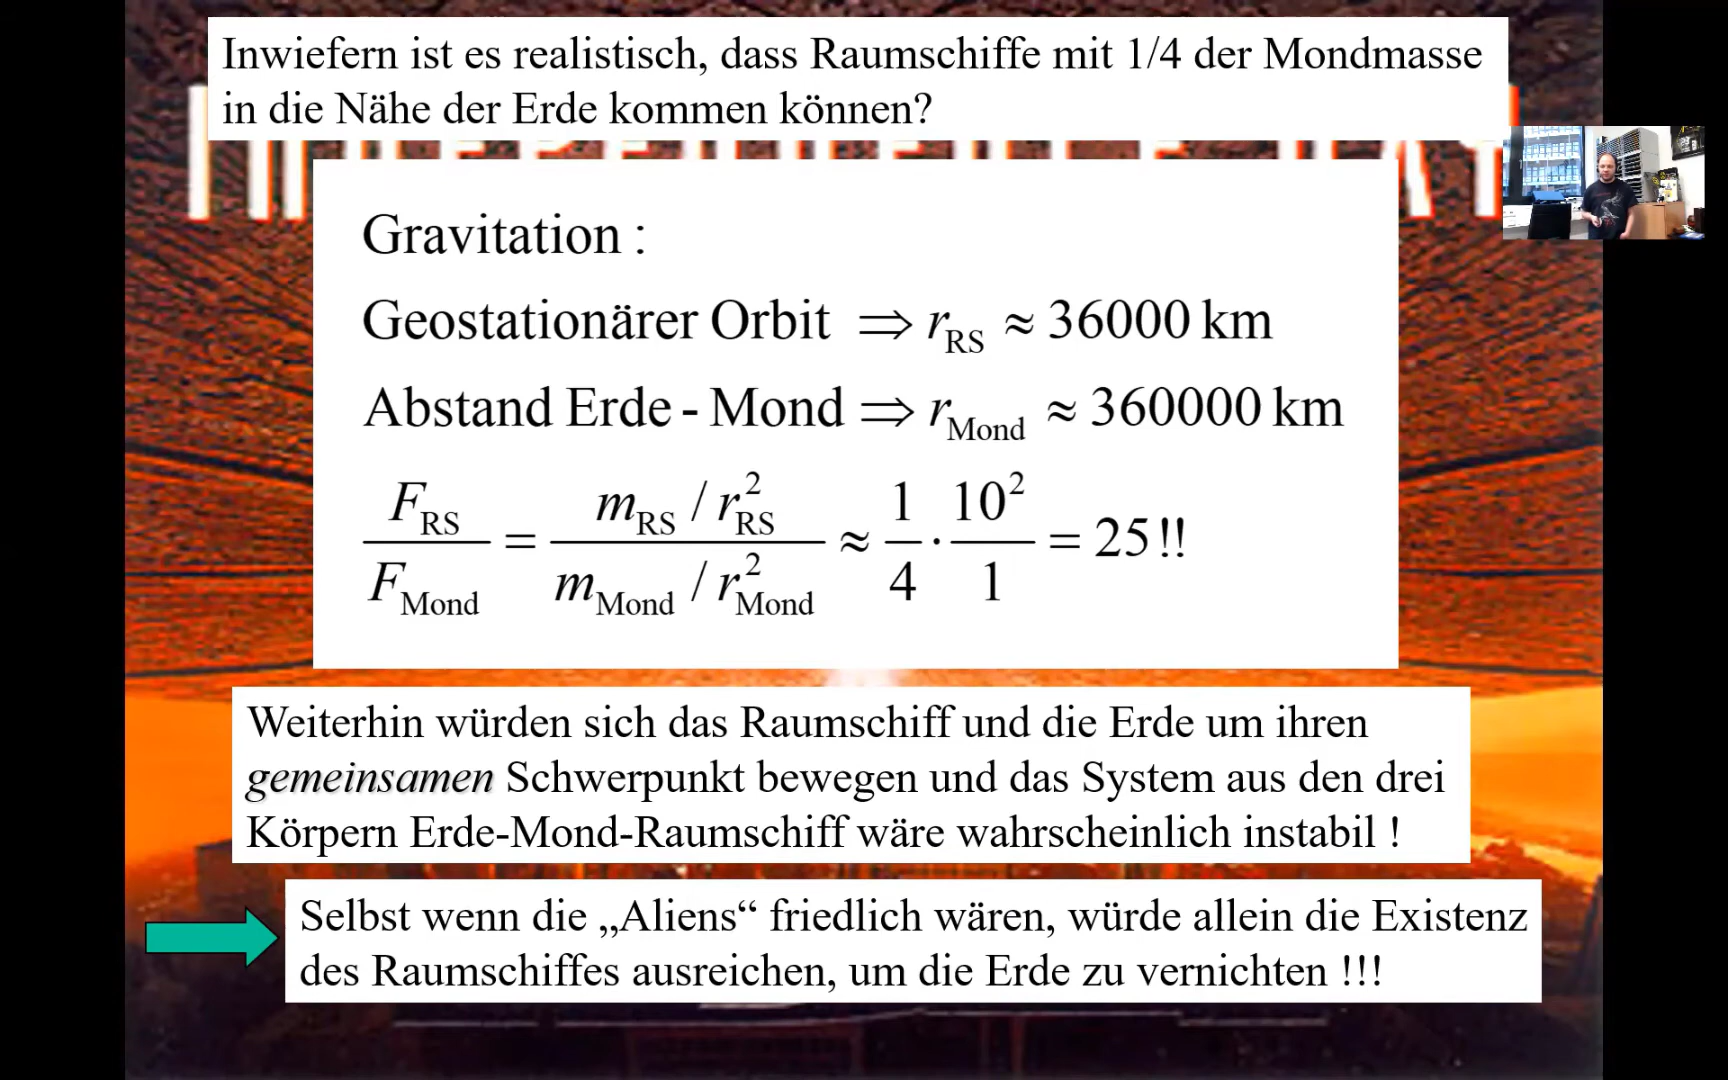 Inwiefern ist es realistisch, dass Raumschiffe mit 1/4 der Mondmasse
in die Nähe der Erde kommen können?
Gravitation :
Geostationärer Orbit ⇒ r_RS ≈ 36000 km
Abstand Erde - Mond ⇒ r_Mond ≈ 360000 km
F_RS / F_Mond = (m_RS / r_RS^2) / (m_Mond / r_Mond^2) ≈ 1/4 · 10^2/1 = 25 !!
Weiterhin würden sich das Raumschiff und die Erde um ihren
gemeinsamen Schwerpunkt bewegen und das System aus den drei
Körpern Erde-Mond-Raumschiff wäre wahrscheinlich instabil !
Selbst wenn die „Aliens“ friedlich wären, würde allein die Existenz
des Raumschiffes ausreichen, um die Erde zu vernichten !!!